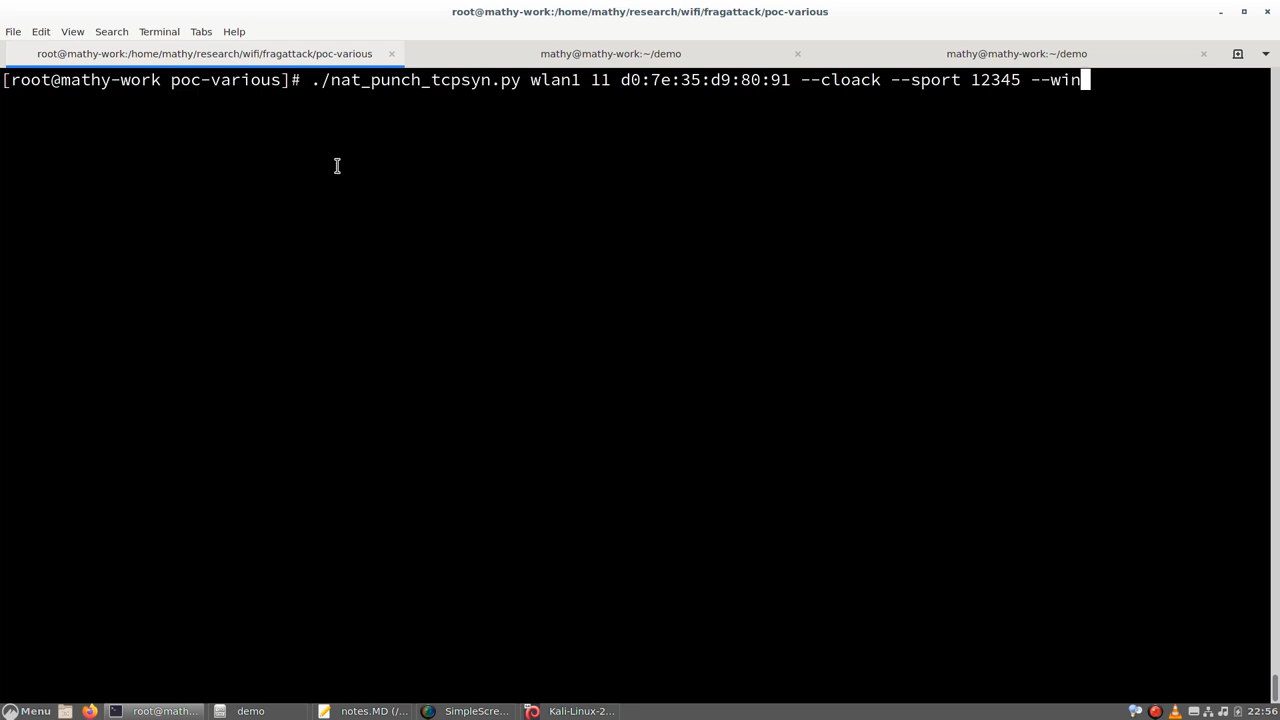 root@mathy-work:/home/mathy/research/wifi/fragattack/poc-various
File Edit View Search Terminal Tabs Help
root@mathy-work:/home/mathy/research/wifi/fragattack/poc-various × mathy@mathy-work:~/demo × mathy@mathy-work:~/demo ×
[root@mathy-work poc-various]# ./nat_punch_tcpsyn.py wlan1 11 d0:7e:35:d9:80:91 --cloack --sport 12345 --win
Menu root@math... demo notes.MD (/... SimpleScre... Kali-Linux-2... 22:56